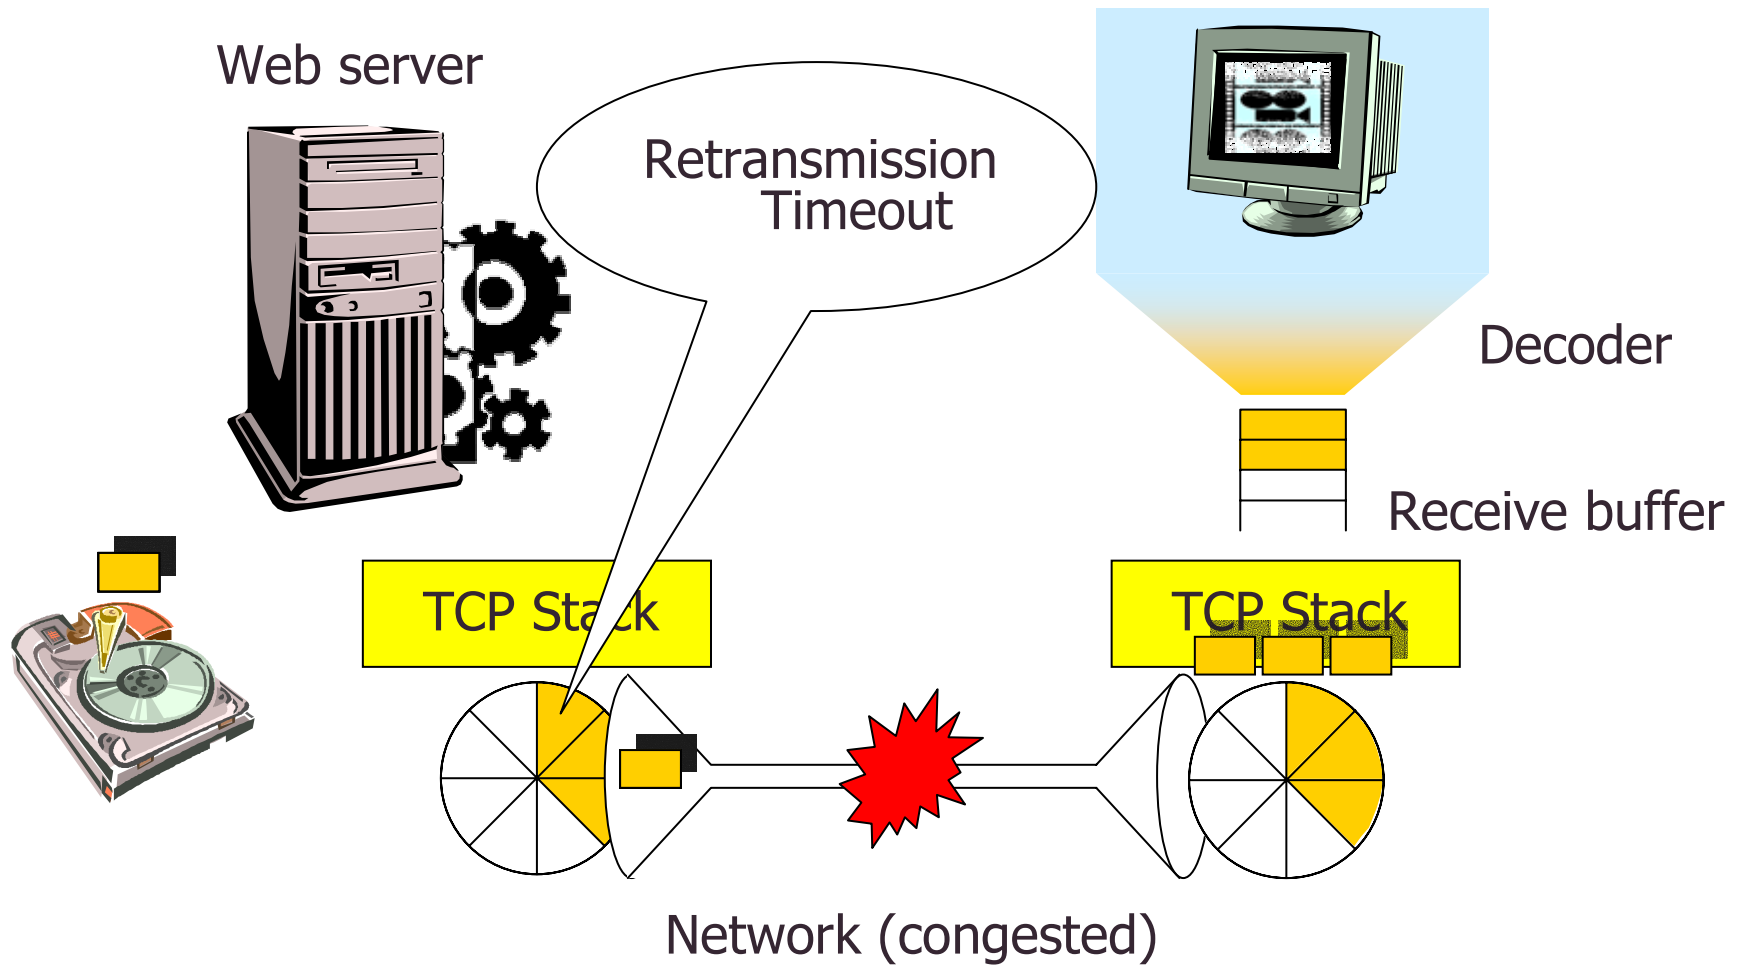 Web server
Retransmission
Timeout
Decoder
Receive buffer
TCP Stack
TCP Stack
Network (congested)